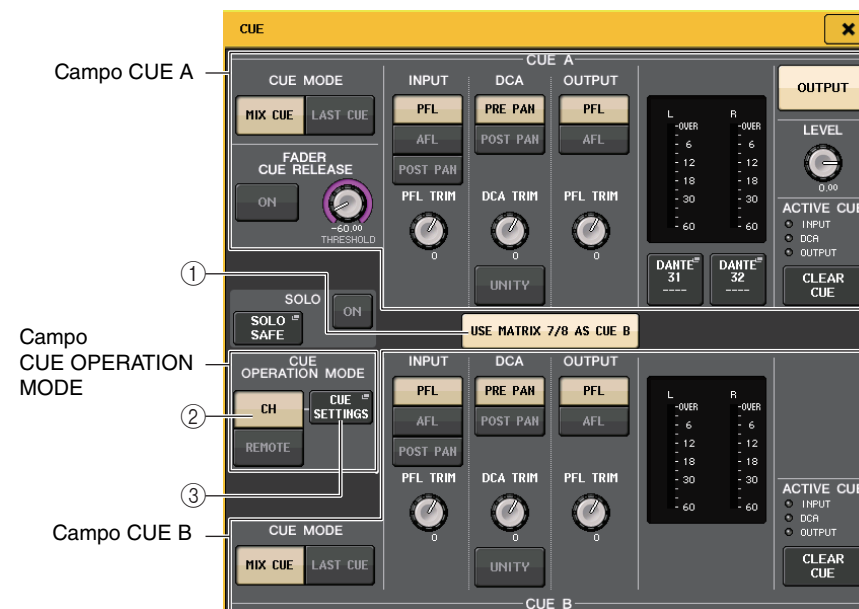 CUE
CUE A
Campo CUE A
CUE MODE
MIX CUE
LAST CUE
FADER
CUE RELEASE
ON
-60.00
THRESHOLD
INPUT
PFL
AFL
POST PAN
PFL TRIM
0
DCA
PRE PAN
POST PAN
DCA TRIM
0
UNITY
OUTPUT
PFL
AFL
PFL TRIM
0
L
-OVER
- 6
- 12
- 18
- 30
- 60
R
-OVER
- 6
- 12
- 18
- 30
- 60
DANTE
31
----
DANTE
32
----
OUTPUT
LEVEL
0.00
ACTIVE CUE
INPUT
DCA
OUTPUT
CLEAR
CUE
1
SOLO
SOLO
SAFE
ON
USE MATRIX 7/8 AS CUE B
Campo
CUE OPERATION
MODE
CUE
OPERATION MODE
2
CH
CUE
SETTINGS
REMOTE
3
Campo CUE B
CUE MODE
MIX CUE
LAST CUE
INPUT
PFL
AFL
POST PAN
PFL TRIM
0
DCA
PRE PAN
POST PAN
DCA TRIM
0
UNITY
OUTPUT
PFL
AFL
PFL TRIM
0
L
-OVER
- 6
- 12
- 18
- 30
- 60
R
-OVER
- 6
- 12
- 18
- 30
- 60
ACTIVE CUE
INPUT
DCA
OUTPUT
CLEAR
CUE
CUE B